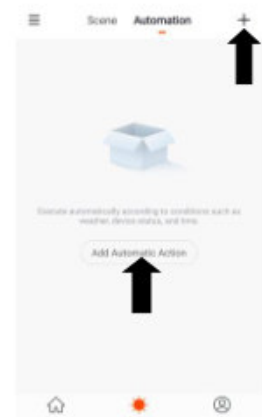 Scene Automation
Execute automatically according to conditions such as
weather, device status, and time.
Add Automatic Action